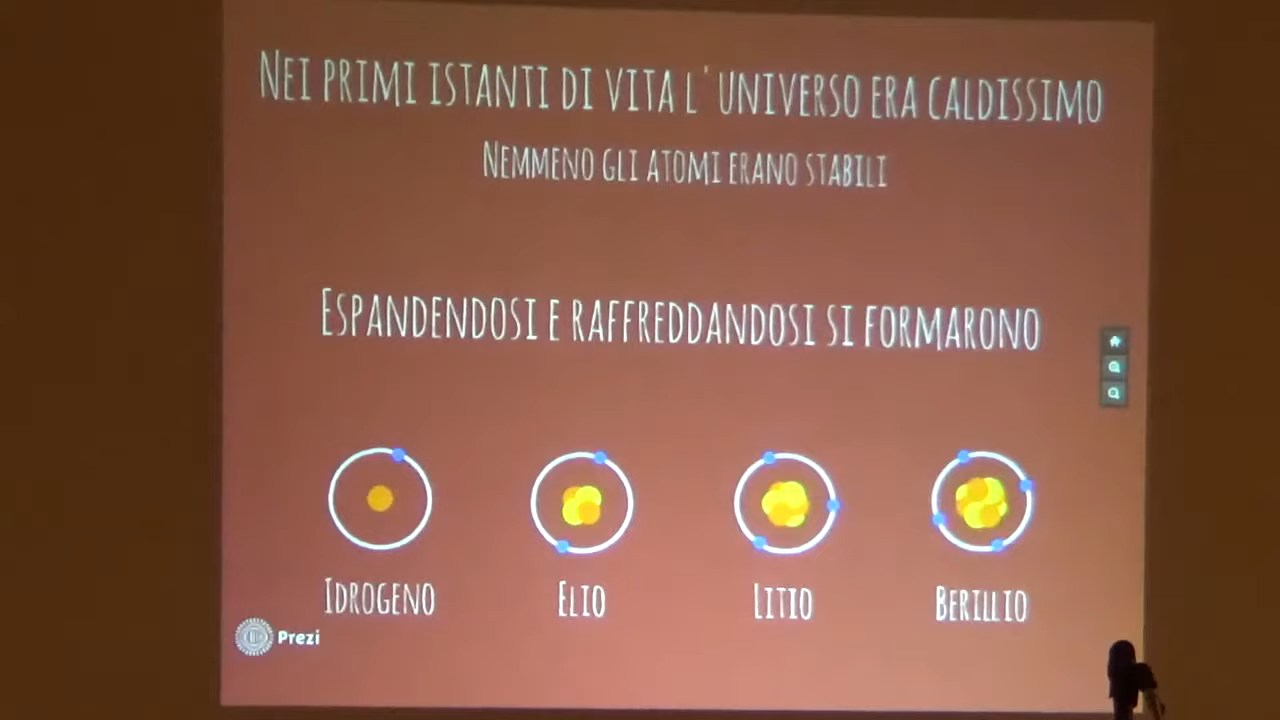 Nei primi istanti di vita l'universo era caldissimo
Nemmeno gli atomi erano stabili
Espandendosi e raffreddandosi si formarono
Idrogeno
Elio
Litio
Berillio
Prezi